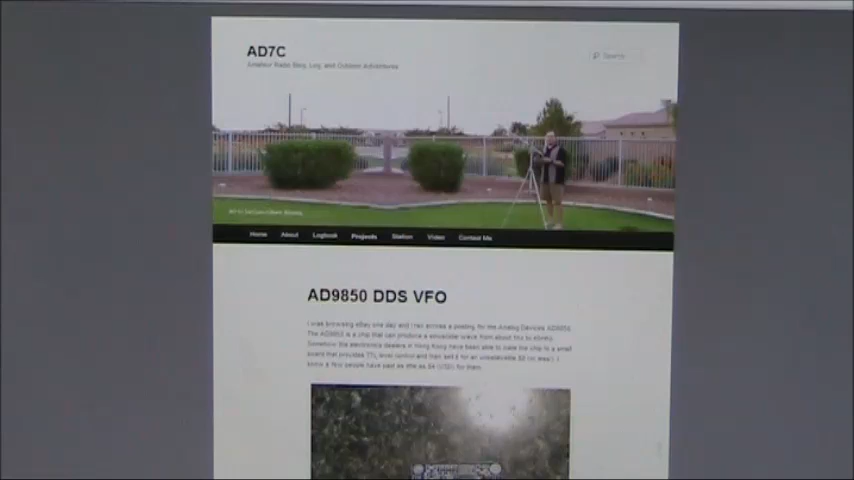 AD7C
Amateur Radio Blog, Log, and Outdoor Adventures
Search
Home About Logbook Projects Station Video Contact Me
AD9850 DDS VFO
I was browsing eBay one day and I ran across a posting for the Analog Devices AD9850.
The AD9850 is a chip that can produce a sinusoidal wave from about 1hz to 40mhz.
Somehow the electronics dealers in Hong Kong have been able to take the chip to a small
board that provides TTL level control and then sell it for an unbelievable
know a few people have paid as little as $4 (USD) for them.